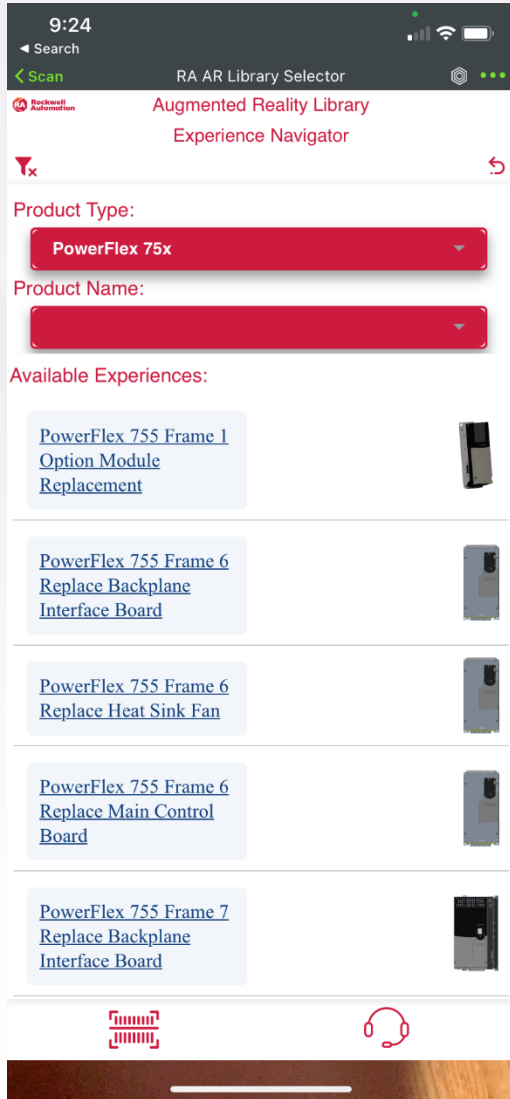 9:24
◄ Search
Scan
RA AR Library Selector
RA Rockwell
Automation
Augmented Reality Library
Experience Navigator
Product Type:
PowerFlex 75x
Product Name:
Available Experiences:
PowerFlex 755 Frame 1
Option Module
Replacement
PowerFlex 755 Frame 6
Replace Backplane
Interface Board
PowerFlex 755 Frame 6
Replace Heat Sink Fan
PowerFlex 755 Frame 6
Replace Main Control
Board
PowerFlex 755 Frame 7
Replace Backplane
Interface Board